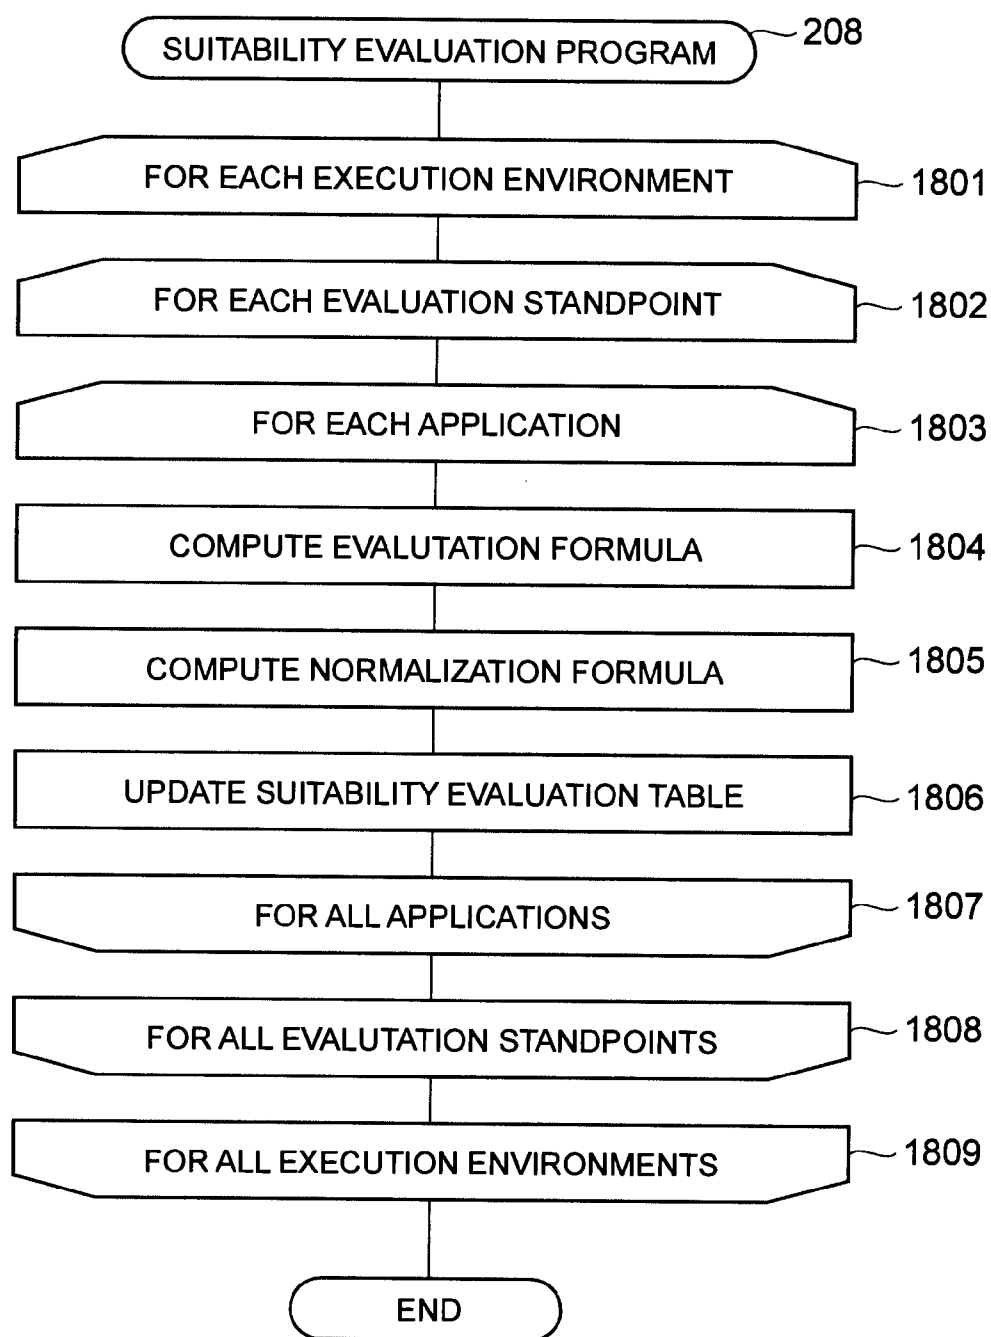 SUITABILITY EVALUATION PROGRAM
208
FOR EACH EXECUTION ENVIRONMENT
1801
FOR EACH EVALUATION STANDPOINT
1802
FOR EACH APPLICATION
1803
COMPUTE EVALUTATION FORMULA
1804
COMPUTE NORMALIZATION FORMULA
1805
UPDATE SUITABILITY EVALUATION TABLE
1806
FOR ALL APPLICATIONS
1807
FOR ALL EVALUTATION STANDPOINTS
1808
FOR ALL EXECUTION ENVIRONMENTS
1809
END